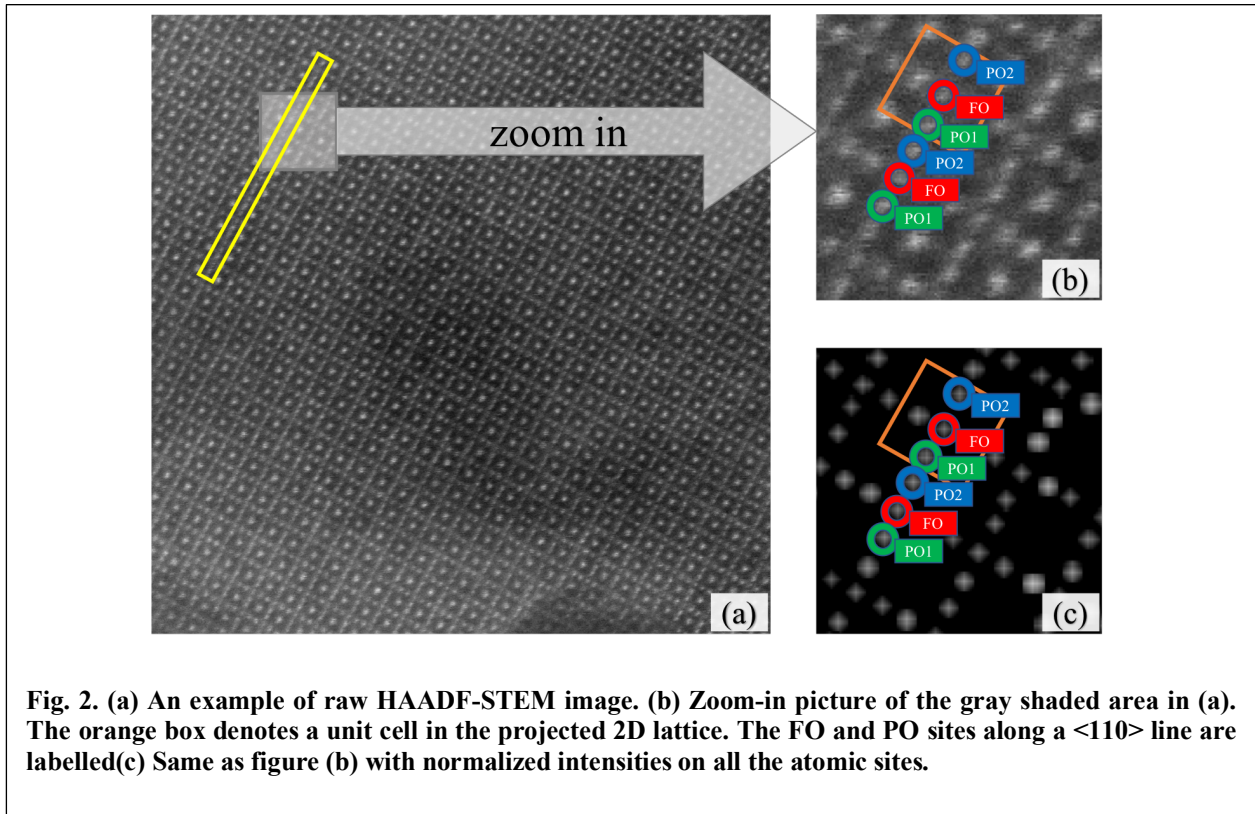 zoom in
(a)
PO2
FO
PO1
PO2
FO
PO1
(b)
PO2
FO
PO1
PO2
FO
PO1
(c)
Fig. 2. (a) An example of raw HAADF-STEM image. (b) Zoom-in picture of the gray shaded area in (a).
The orange box denotes a unit cell in the projected 2D lattice. The FO and PO sites along a <110> line are
labelled(c) Same as figure (b) with normalized intensities on all the atomic sites.